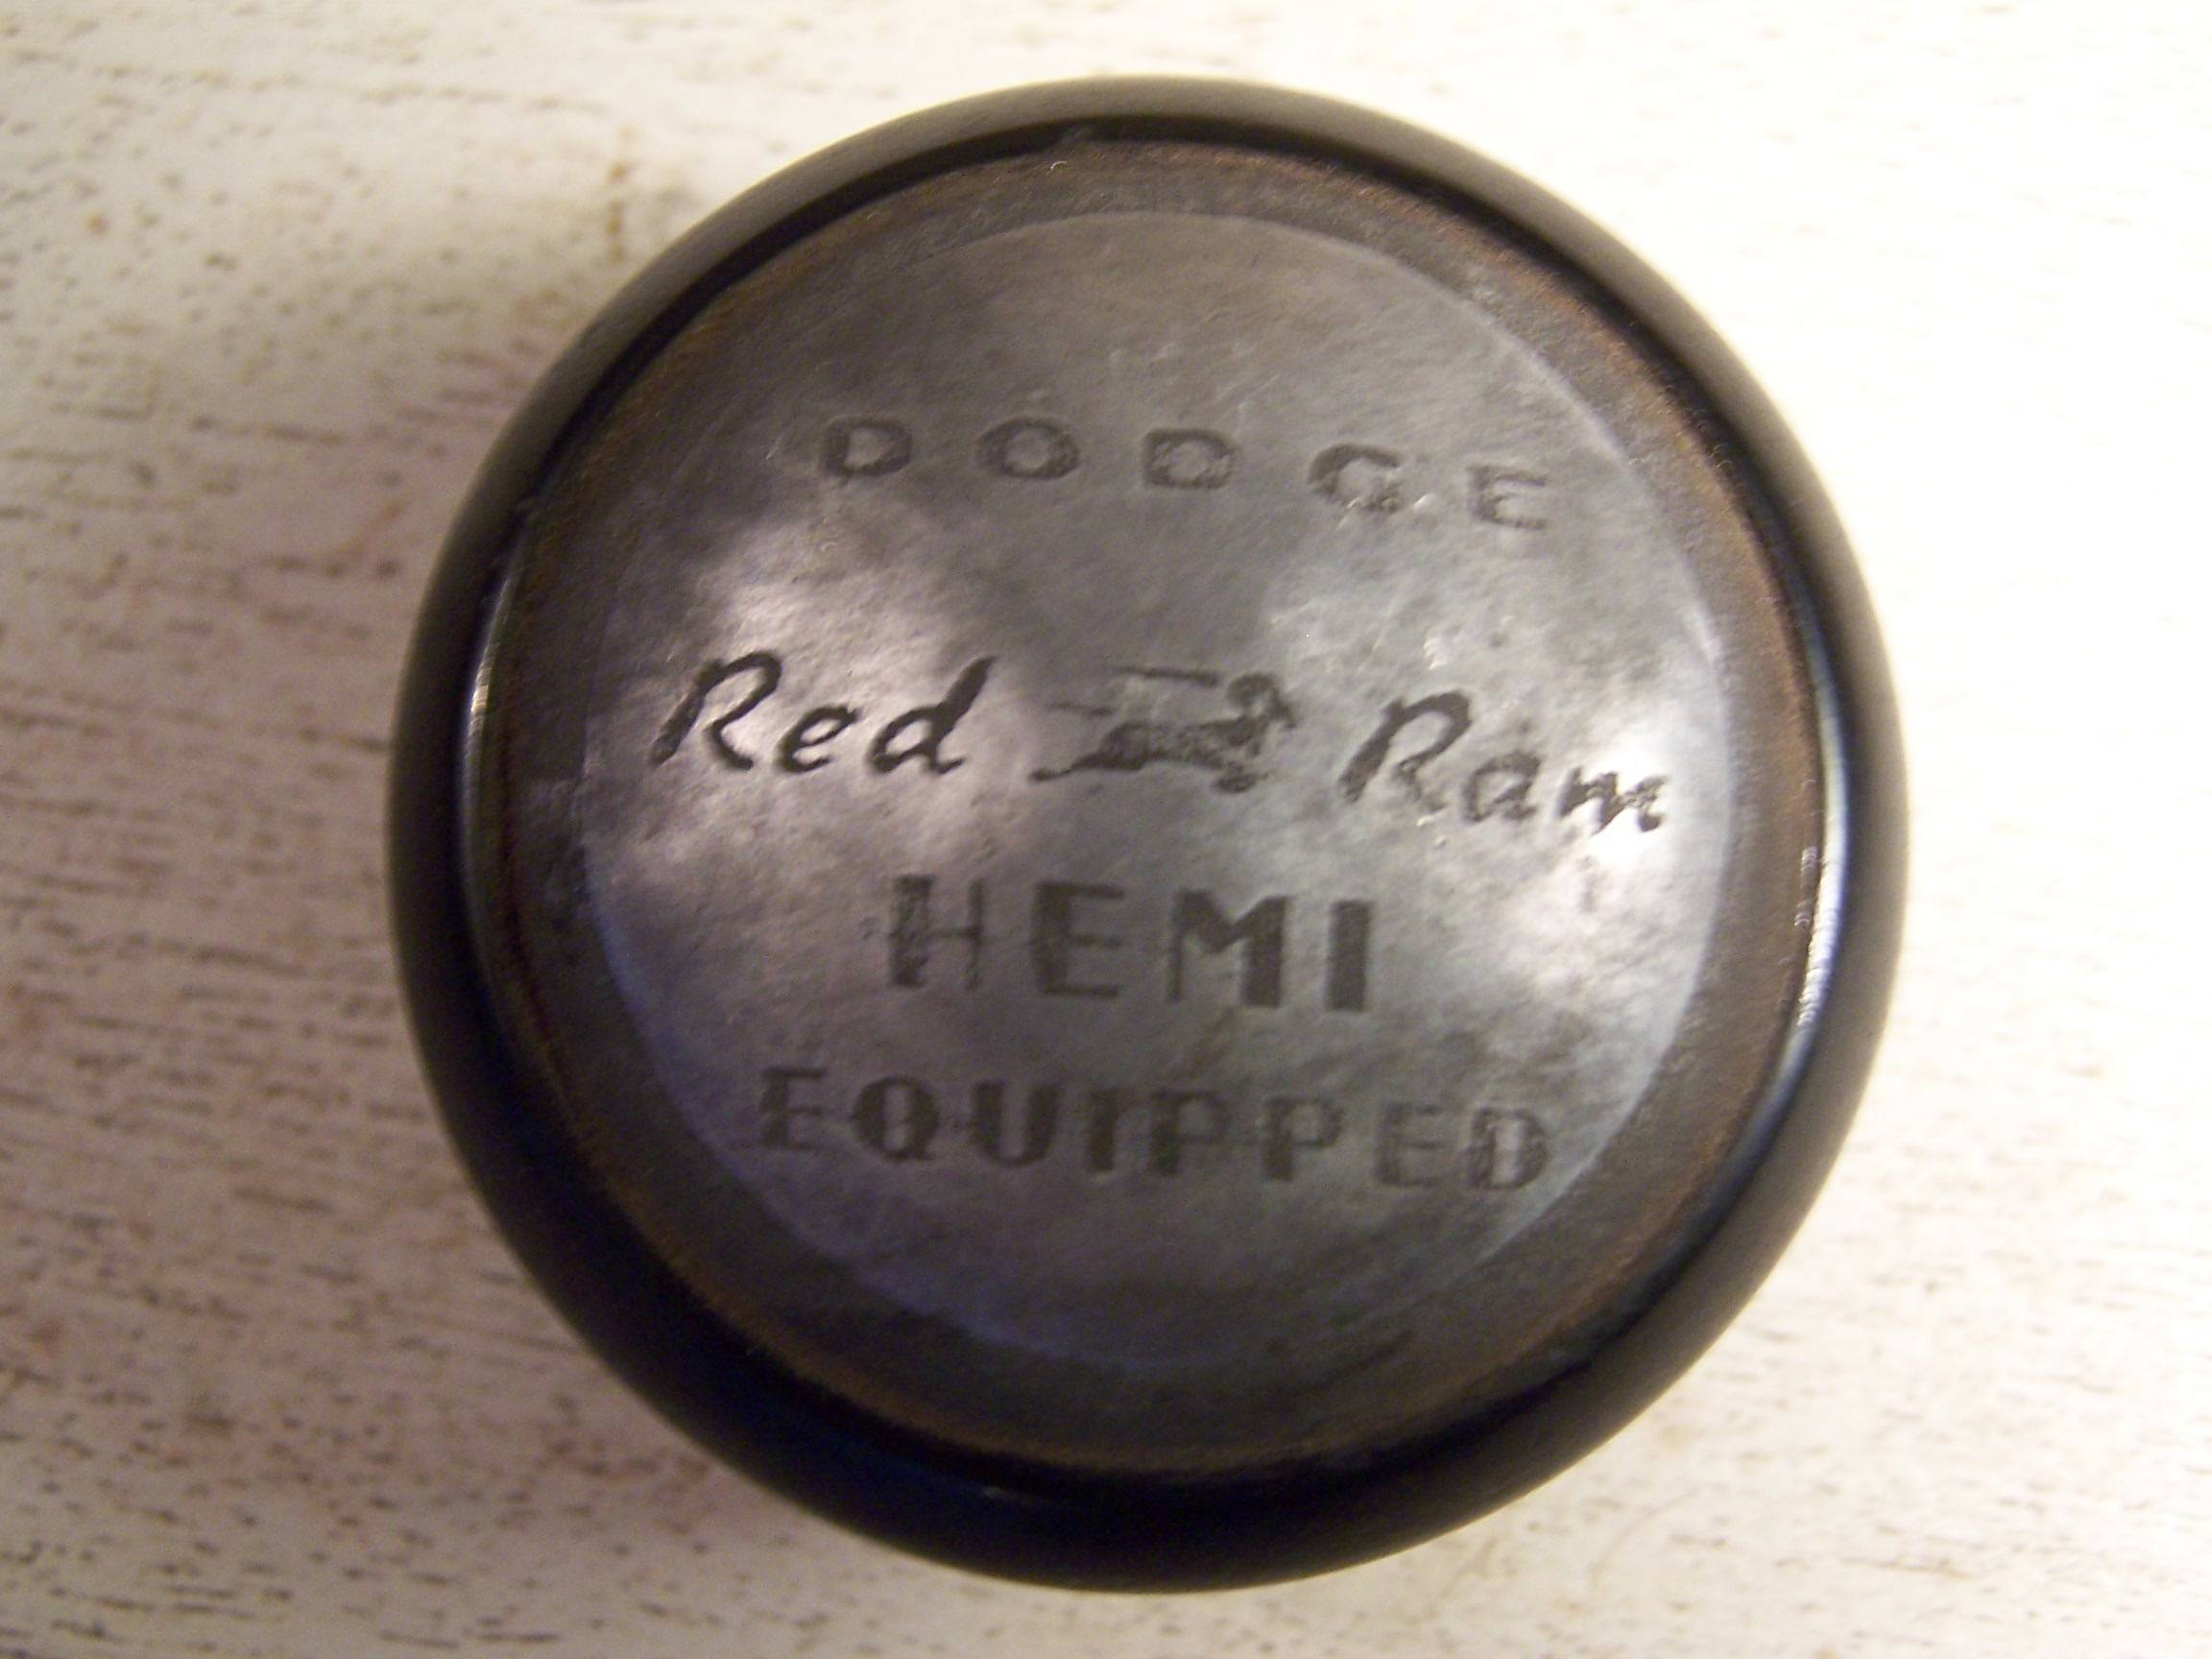 DODGE
Red Ram
HEMI
EQUIPPED